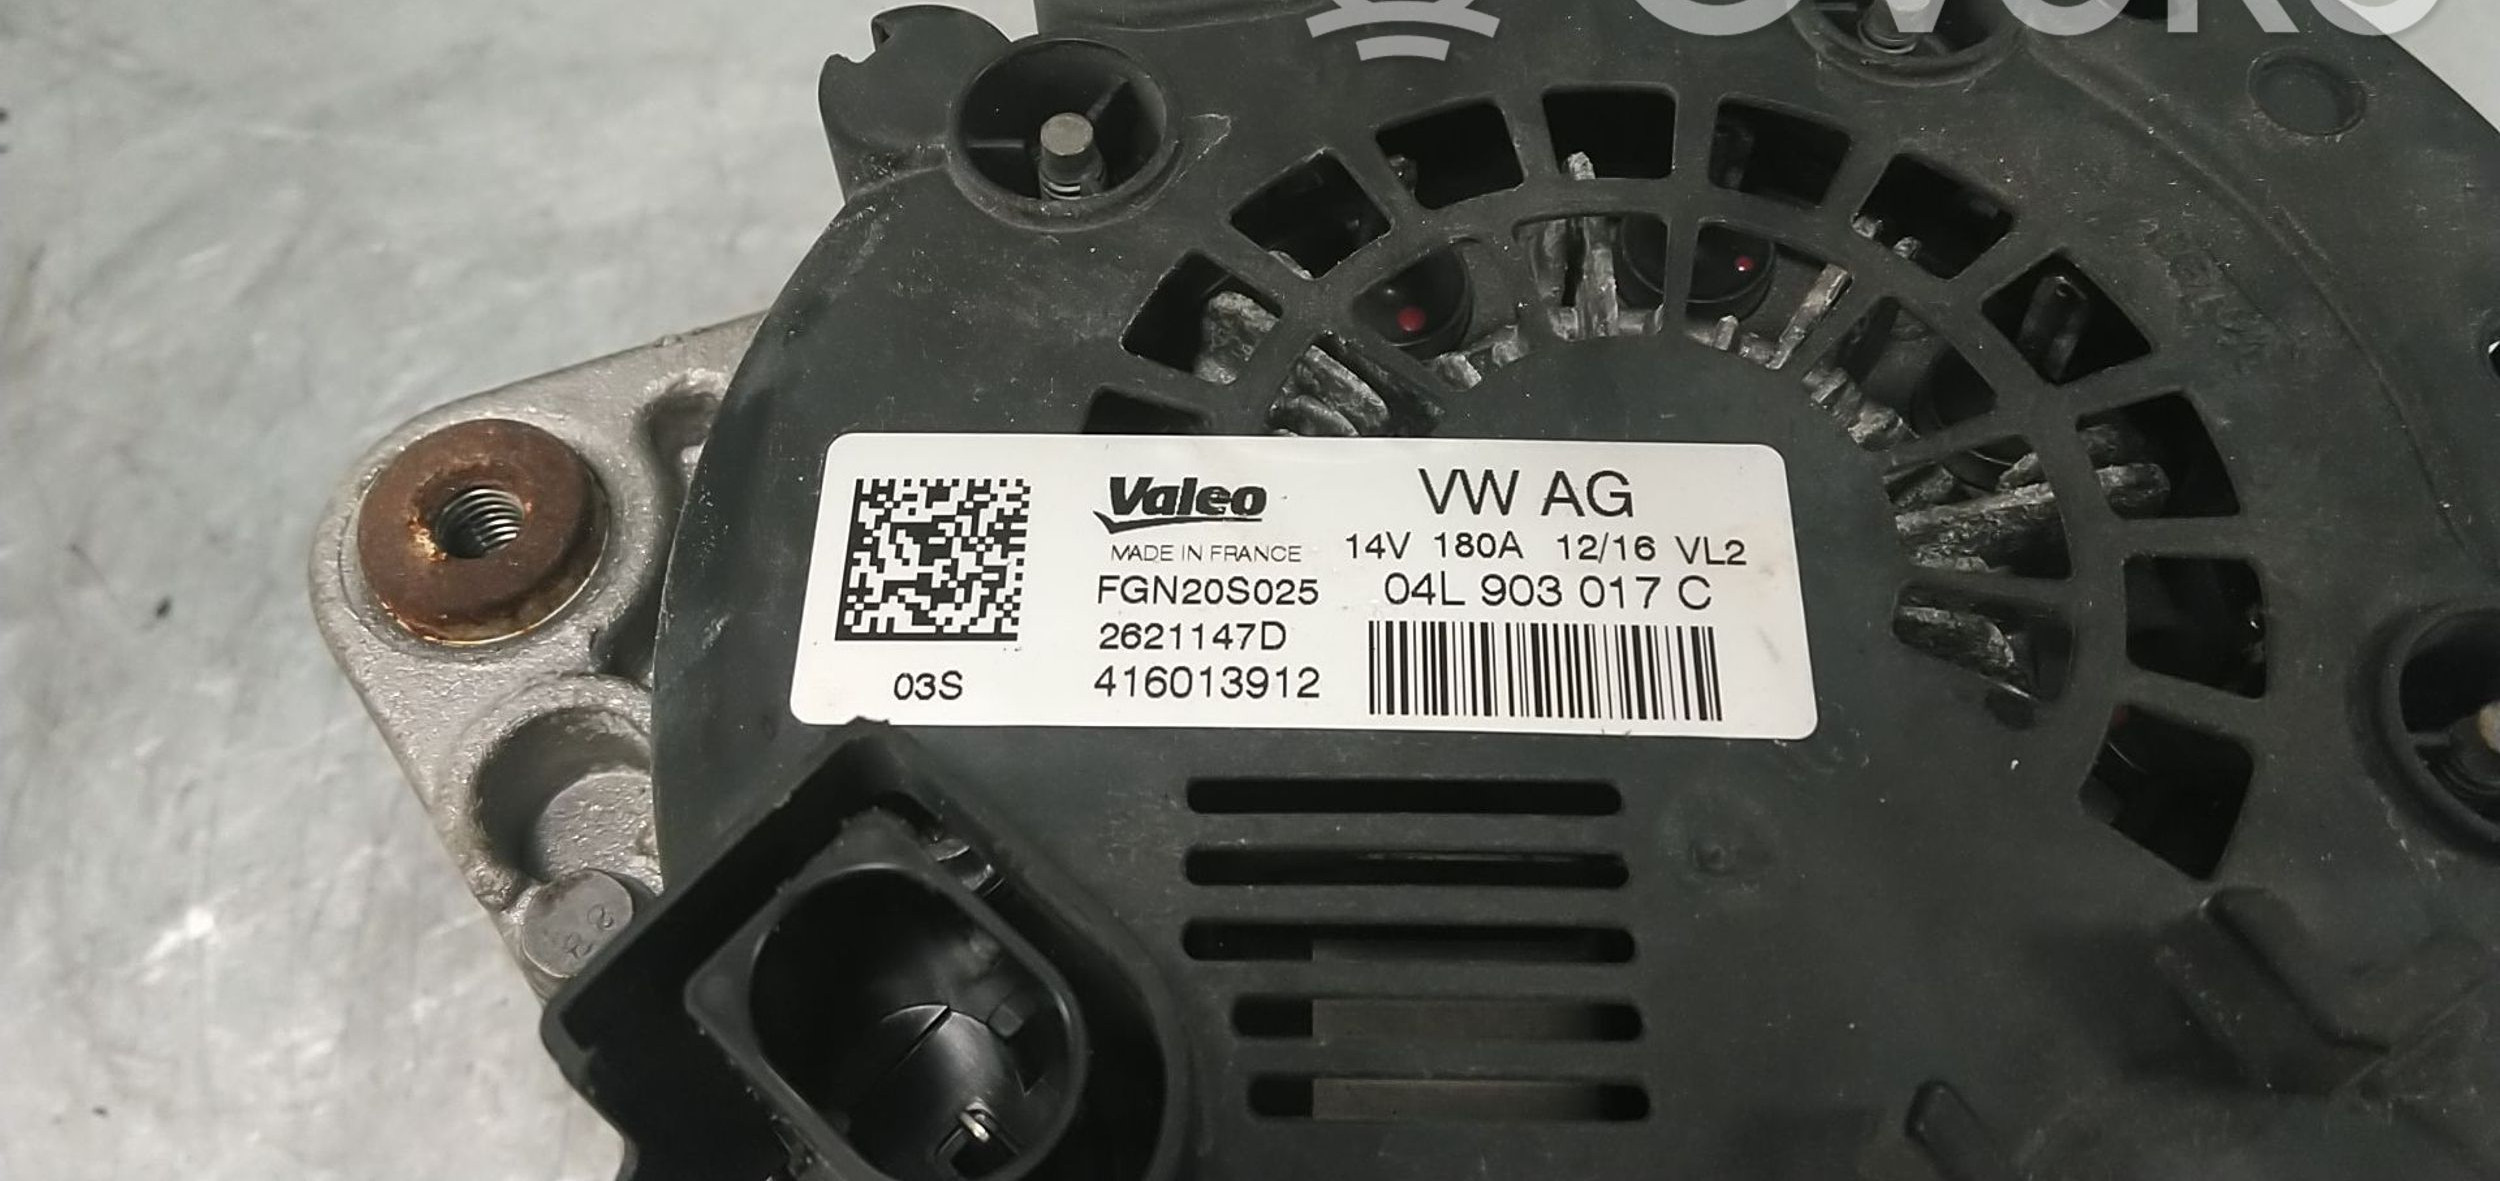 Valeo
MADE IN FRANCE
FGN20S025
2621147D
416013912
03S
VW AG
14V 180A 12/16 VL2
04L 903 017 C